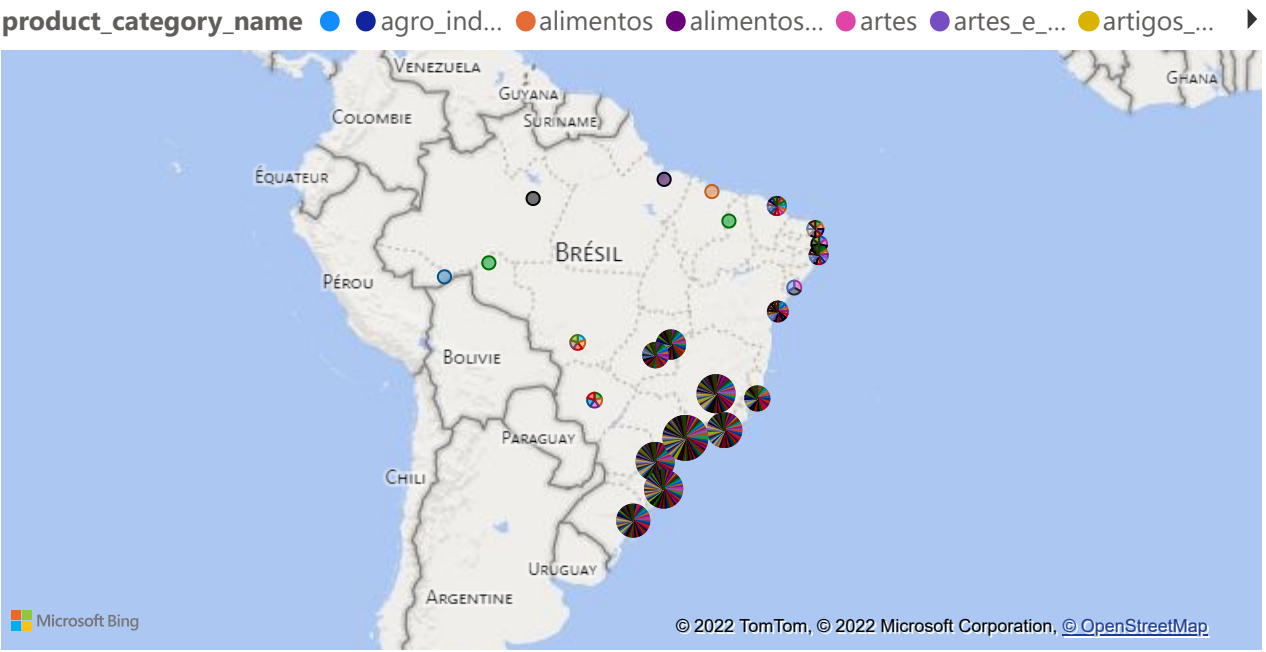 product_category_name agro_ind... alimentos alimentos... artes artes_e_... artigos_...
VENEZUELA
GHANA
GUYANA
COLOMBIE
SURINAME
ÉQUATEUR
BRÉSIL
PÉROU
BOLIVIE
PARAGUAY
CHILI
URUGUAY
ARGENTINE
Microsoft Bing
© 2022 TomTom, © 2022 Microsoft Corporation, © OpenStreetMap